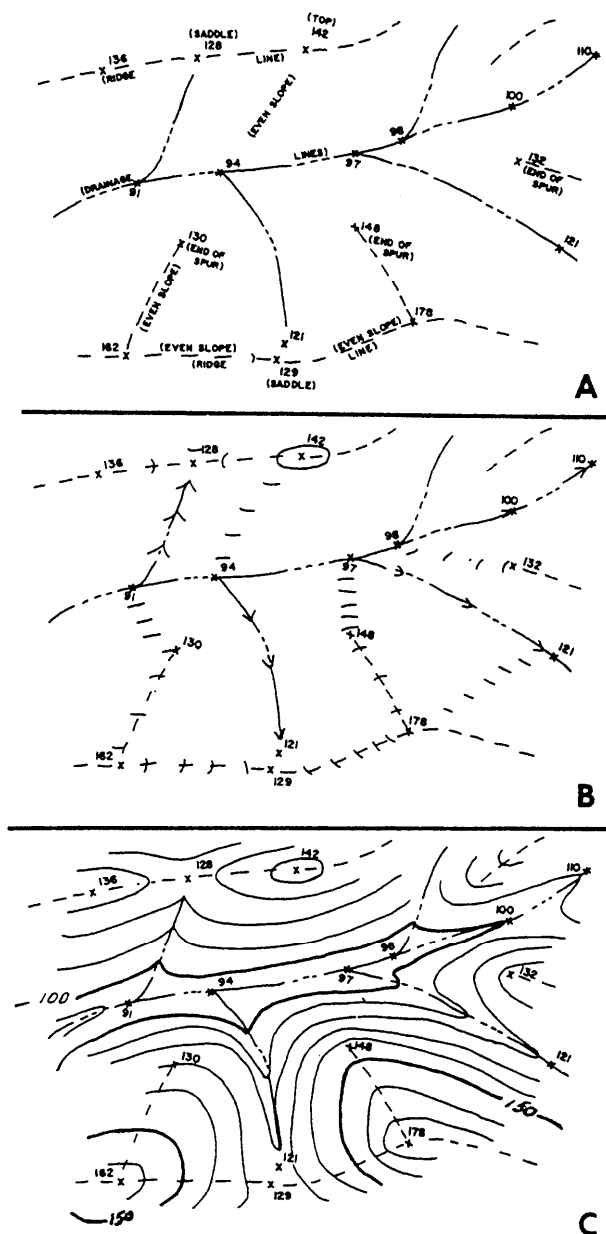 (TOP)
(SADDLE) 142
136 128 LINE)
(RIDGE
110
(EVEN SLOPE)
100
98
94 LINES)
97
132
(END OF
SPUR)
(DRAINAGE
91
130
(END OF
SPUR)
148
(END OF
SPUR)
121
(EVEN SLOPE)
178
121
(EVEN SLOPE)
LINE)
162 (EVEN SLOPE)
(RIDGE
129
(SADDLE)
A
142
136 128
110
100
98
94 97
132
91
130
148
121
178
162 121
129
B
142
136 128
110
100
98
97
94
132
100
91
130
148
121
150
178
162 121
129
150
C